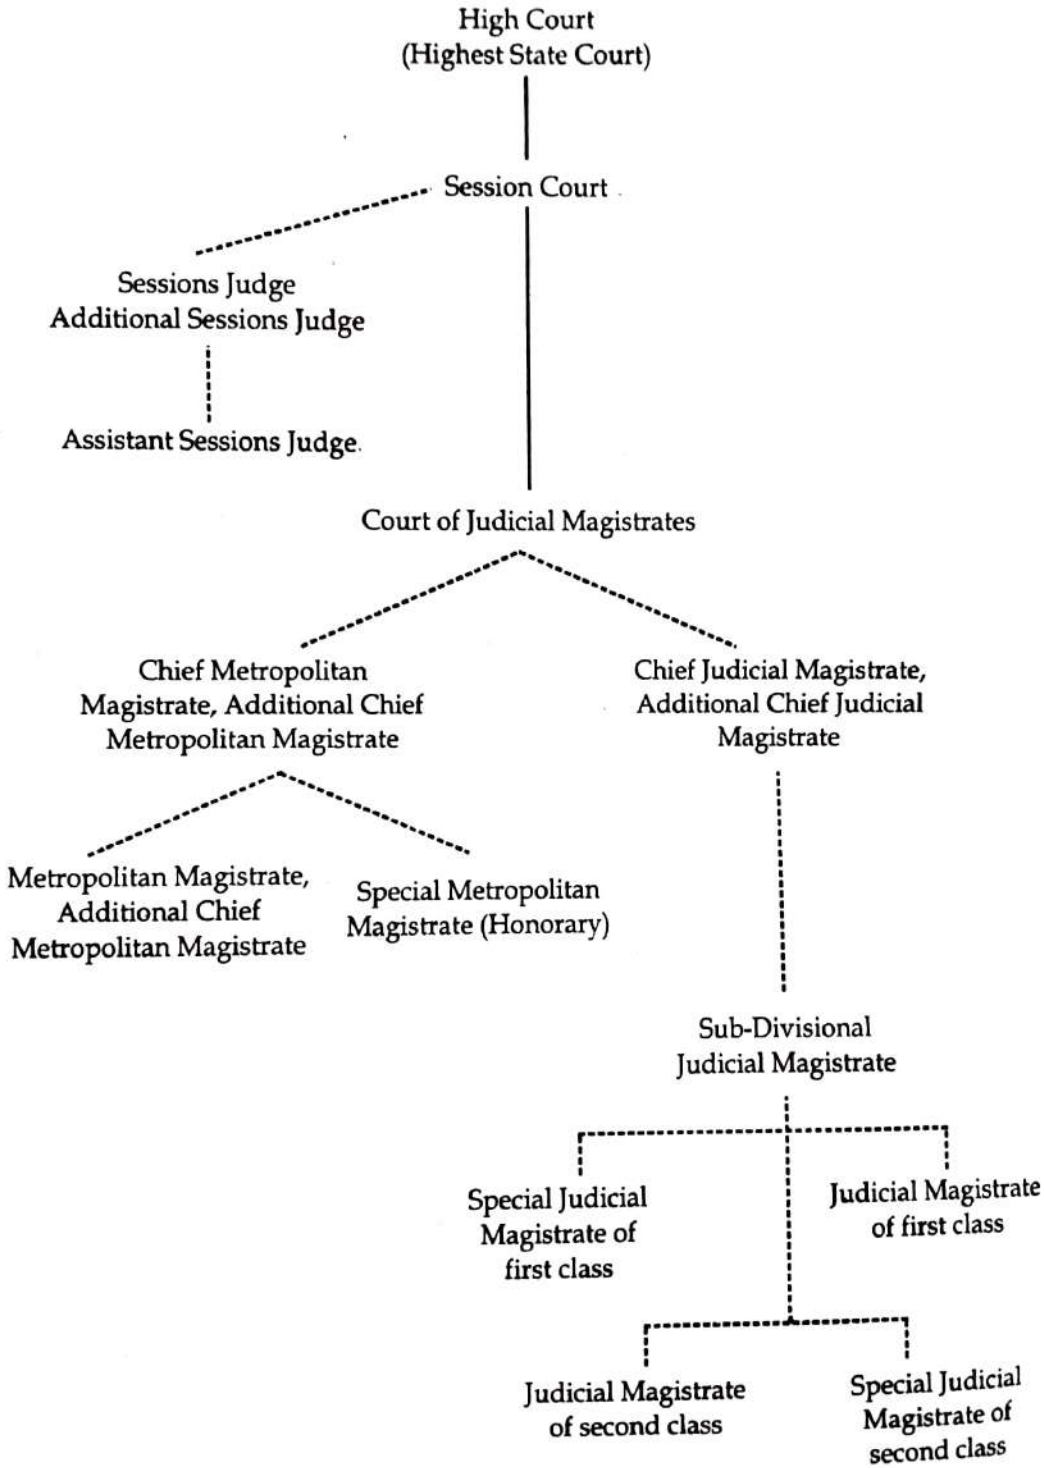 High Court
(Highest State Court)
Session Court
Sessions Judge
Additional Sessions Judge
Assistant Sessions Judge.
Court of Judicial Magistrates
Chief Metropolitan
Magistrate, Additional Chief
Metropolitan Magistrate
Chief Judicial Magistrate,
Additional Chief Judicial
Magistrate
Metropolitan Magistrate,
Additional Chief
Metropolitan Magistrate
Special Metropolitan
Magistrate (Honorary)
Sub-Divisional
Judicial Magistrate
Special Judicial
Magistrate of
first class
Judicial Magistrate
of first class
Judicial Magistrate
of second class
Special Judicial
Magistrate of
second class